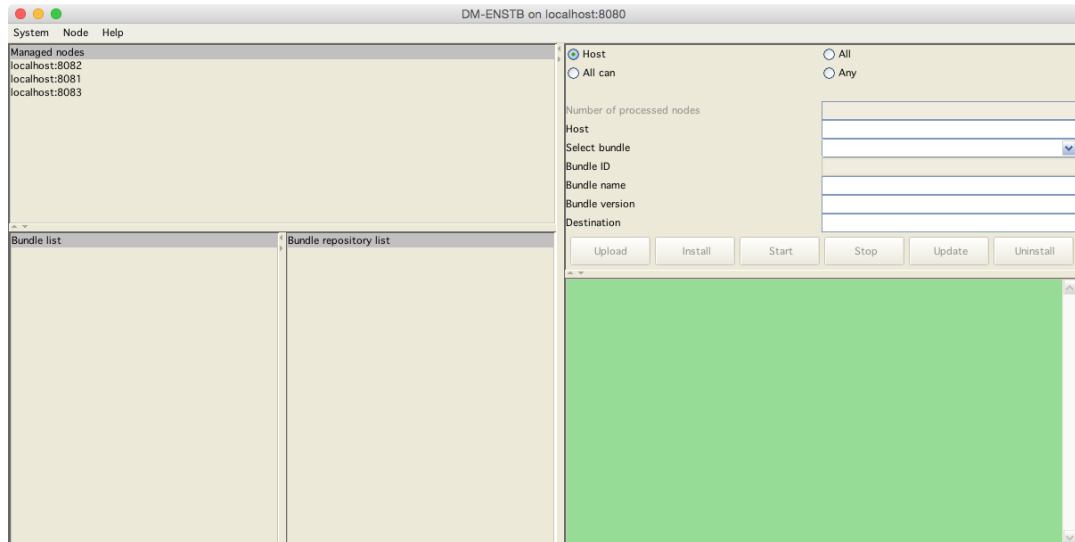 DM-ENSTB on localhost:8080
System Node Help
Managed nodes
localhost:8082
localhost:8081
localhost:8083
Host All
All can Any
Number of processed nodes
Host
Select bundle
Bundle ID
Bundle name
Bundle version
Destination
Upload Install Start Stop Update Uninstall
Bundle list
Bundle repository list